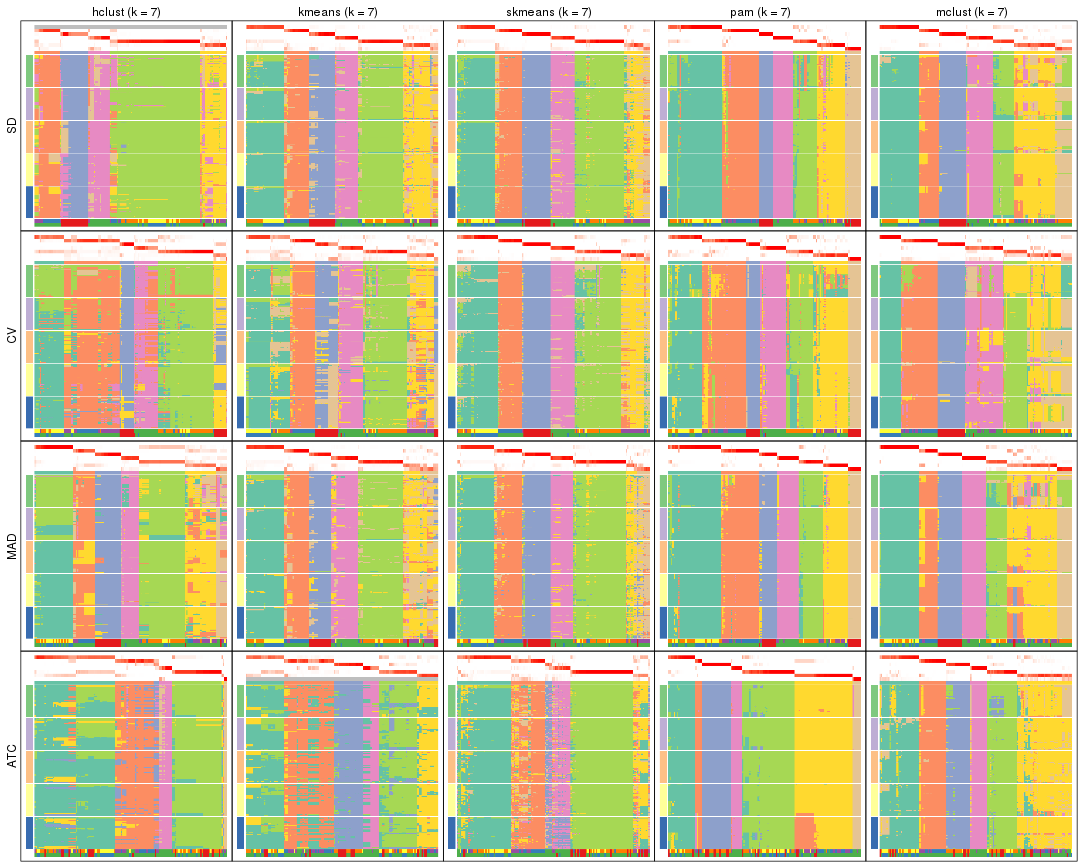 hclust (k = 7) kmeans (k = 7) skmeans (k = 7) pam (k = 7) mclust (k = 7)
SD
CV
MAD
ATC